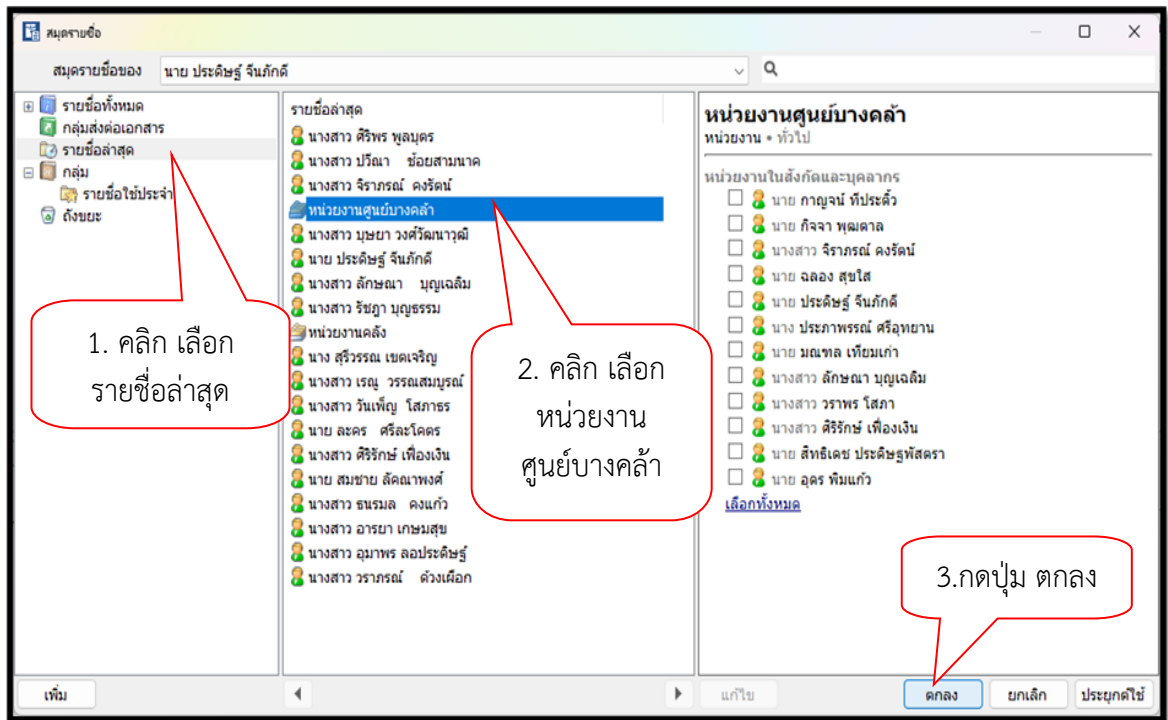 สมุดรายชื่อ
สมุดรายชื่อของ นาย ประดิษฐ์ จีนภักดี
รายชื่อทั้งหมด
กลุ่มส่งต่อเอกสาร
รายชื่อล่าสุด
กลุ่ม
รายชื่อใช้ประจำ
ถังขยะ
1. คลิก เลือก
รายชื่อล่าสุด
รายชื่อล่าสุด
นางสาว ศิริพร พูลบุตร
นางสาว ปวีณา ช้อยสามนาค
นางสาว จิราภรณ์ คงรัตน์
หน่วยงานศูนย์บางคล้า
นางสาว บุษยา วงศ์วัฒนาวุฒิ
นาย ประดิษฐ์ จีนภักดี
นางสาว ลักษณา บุญเฉลิม
นางสาว รัชฎา บุญธรรม
หน่วยงานคลัง
นาง สุรีวรรณ เขตเจริญ
นางสาว เรณู วรรณสมบูรณ์
นางสาว วันเพ็ญ โสภาธร
นาย ละคร ศรีละโคตร
นางสาว ศิริรักษ์ เฟื่องเงิน
นาย สมชาย ลัคณาพงศ์
นางสาว ธนรมล คงแก้ว
นางสาว อารยา เกษมสุข
นางสาว อุมาพร ลอประดิษฐ์
นางสาว วราภรณ์ ด้วงเผือก
2. คลิก เลือก
หน่วยงาน
ศูนย์บางคล้า
หน่วยงานศูนย์บางคล้า
หน่วยงาน • ทั่วไป
หน่วยงานในสังกัดและบุคลากร
นาย กาญจน์ ทีประติ๋ว
นาย กิจจา พุฒตาล
นางสาว จิราภรณ์ คงรัตน์
นาย ฉลอง สุขใส
นาย ประดิษฐ์ จีนภักดี
นาง ประภาพรรณ์ ศรีอุทยาน
นาย มณฑล เทียมเก่า
นางสาว ลักษณา บุญเฉลิม
นางสาว วราพร โสภา
นางสาว ศิริรักษ์ เฟื่องเงิน
นาย สิทธิเดช ประดิษฐพัสตรา
นาย อุดร พิมแก้ว
เลือกทั้งหมด
3.กดปุ่ม ตกลง
เพิ่ม แก้ไข ตกลง ยกเลิก ประยุกต์ใช้